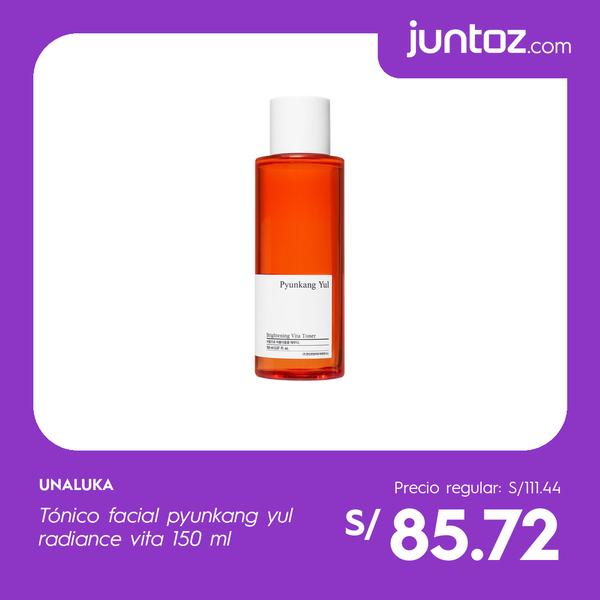 juntoz.com
Pyunkang Yul
Brightening Vita Toner
UNALUKA
Tónico facial pyunkang yul
radiance vita 150 ml
Precio regular: S/111.44
S/85.72